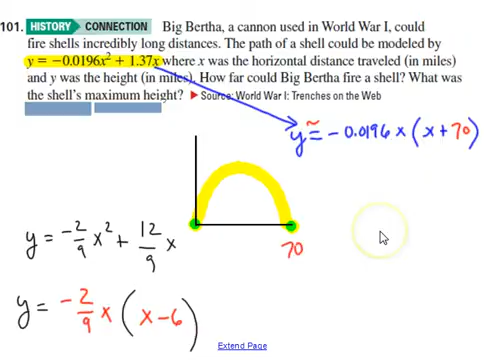 101. HISTORY CONNECTION Big Bertha, a cannon used in World War I, could
fire shells incredibly long distances. The path of a shell could be modeled by
y = −0.0196x² + 1.37x where x was the horizontal distance traveled (in miles)
and y was the height (in miles). How far could Big Bertha fire a shell? What was
the shell's maximum height? ▶ Source: World War I: Trenches on the Web
y ≅ −0.0196 x (x + 70)
70
y = −2/9 x² + 12/9 x
y = −2/9 x (x − 6)
Extend Page